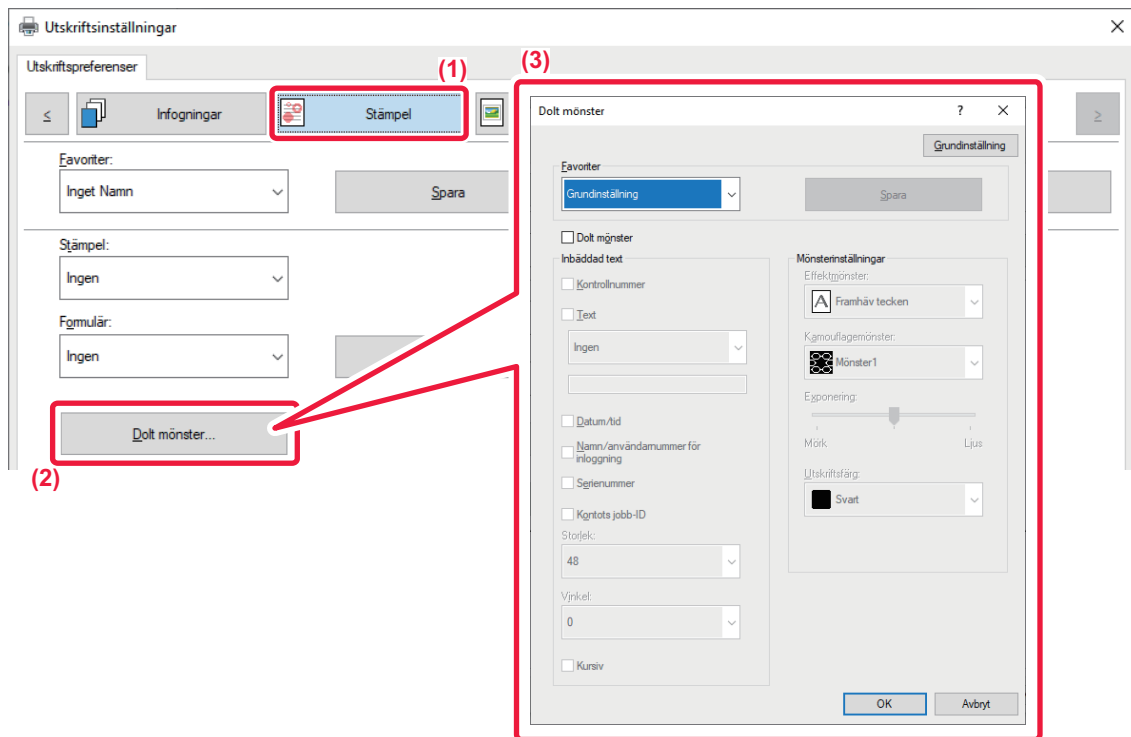 Utskriftsinställningar
Utskriftspreferenser
(1)
(3)
<
Infogningar
Stämpel
>
Favoriter:
Inget Namn
Spara
Stämpel:
Ingen
Formulär:
Ingen
Dolt mönster...
(2)
Dolt mönster
?
Grundinställning
Favoriter
Grundinställning
Spara
Dolt mönster
Inbäddad text
Kontrollnummer
Text
Ingen
Datum/tid
Namn/användarnummer för
inloggning
Serienummer
Kontots jobb-ID
Storlek:
48
Vinkel:
0
Kursiv
Mönsterinställningar
Effektmönster:
A
Framhäv tecken
Kamouflagemönster:
Mönster1
Exponering:
Mörk
Ljus
Utskriftsfärg:
Svart
OK
Avbryt